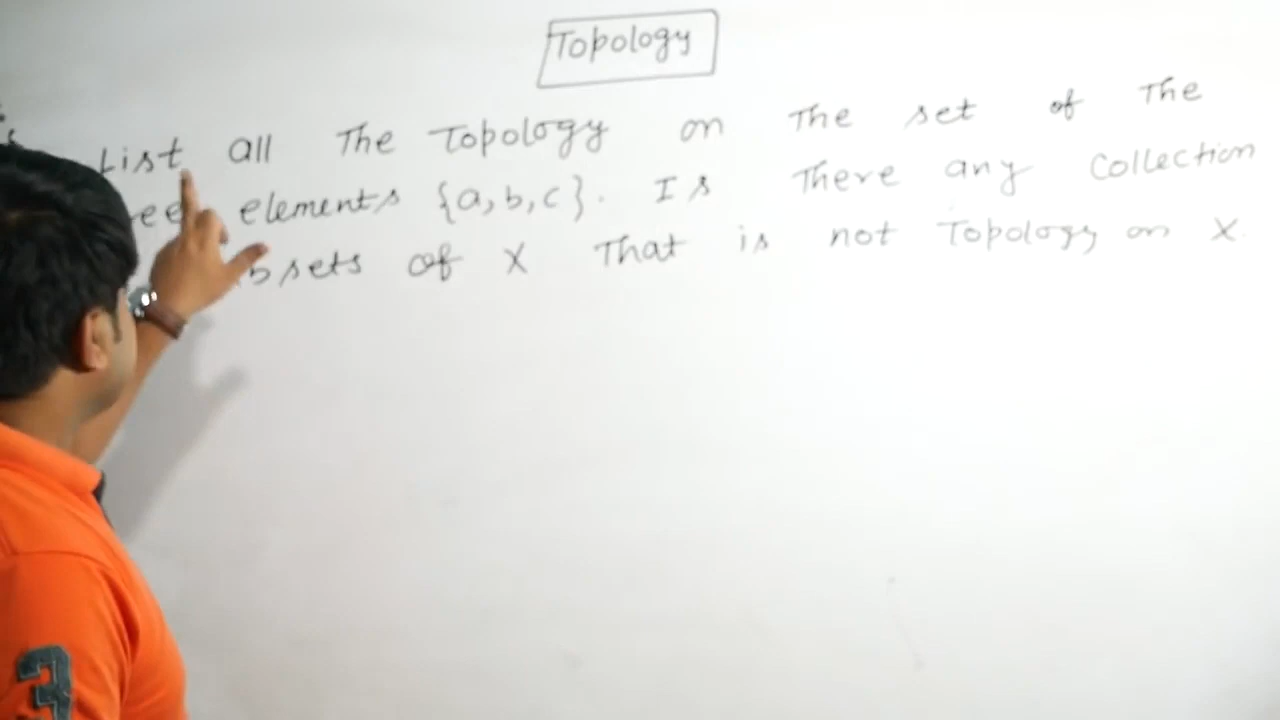 Topology
List all The Topology on The set of The
elements {a,b,c}. Is There any Collection
of X That is not Topology on X.
3